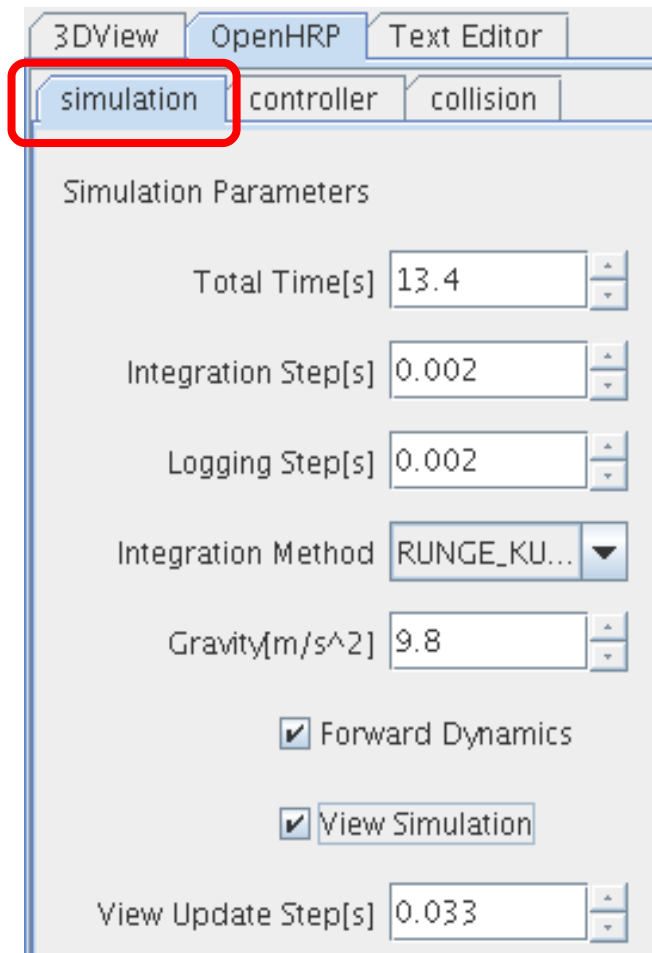 3DView OpenHRP Text Editor
simulation controller collision
Simulation Parameters
Total Time[s] 13.4
Integration Step[s] 0.002
Logging Step[s] 0.002
Integration Method RUNGE_KU...
Gravity[m/s^2] 9.8
Forward Dynamics
View Simulation
View Update Step[s] 0.033